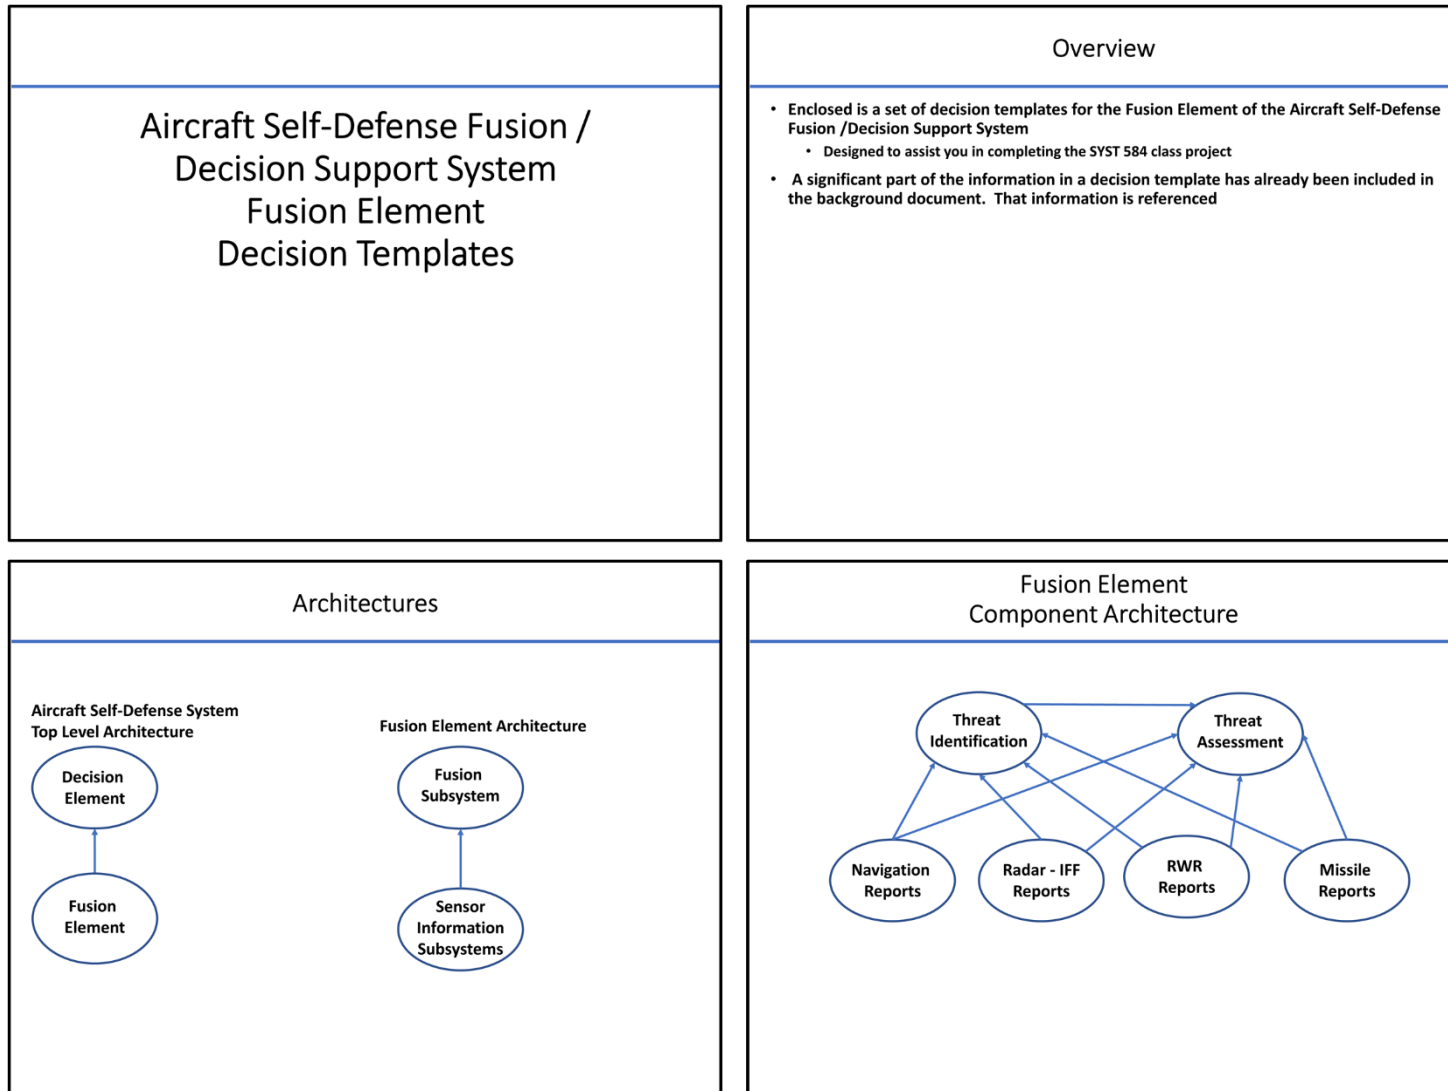 Aircraft Self-Defense Fusion /
Decision Support System
Fusion Element
Decision Templates
Overview
• Enclosed is a set of decision templates for the Fusion Element of the Aircraft Self-Defense
Fusion /Decision Support System
• Designed to assist you in completing the SYST 584 class project
• A significant part of the information in a decision template has already been included in
the background document. That information is referenced
Architectures
Aircraft Self-Defense System
Top Level Architecture
Decision
Element
Fusion
Element
Fusion Element Architecture
Fusion
Subsystem
Sensor
Information
Subsystems
Fusion Element
Component Architecture
Threat
Identification
Threat
Assessment
Navigation
Reports
Radar - IFF
Reports
RWR
Reports
Missile
Reports